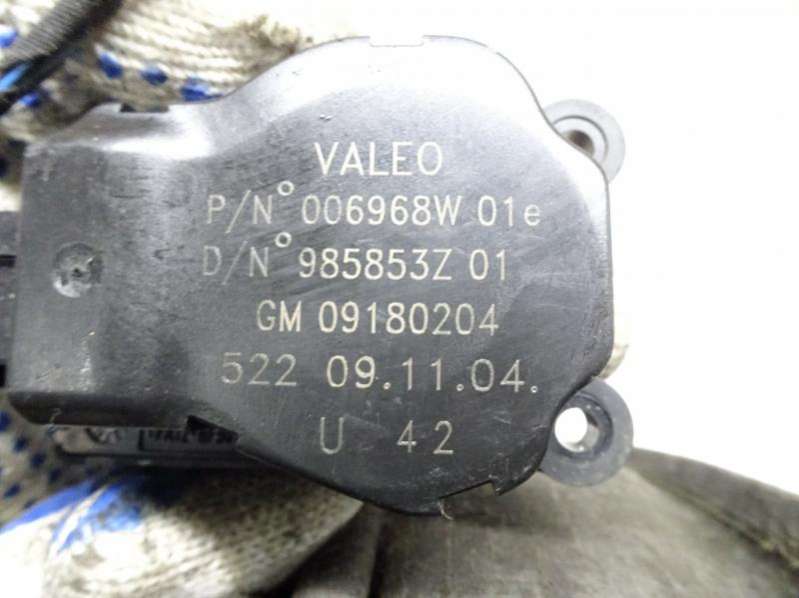 VALEO
P/N° 006968W 01e
D/N° 985853Z 01
GM 09180204
522 09.11.04.
U 42